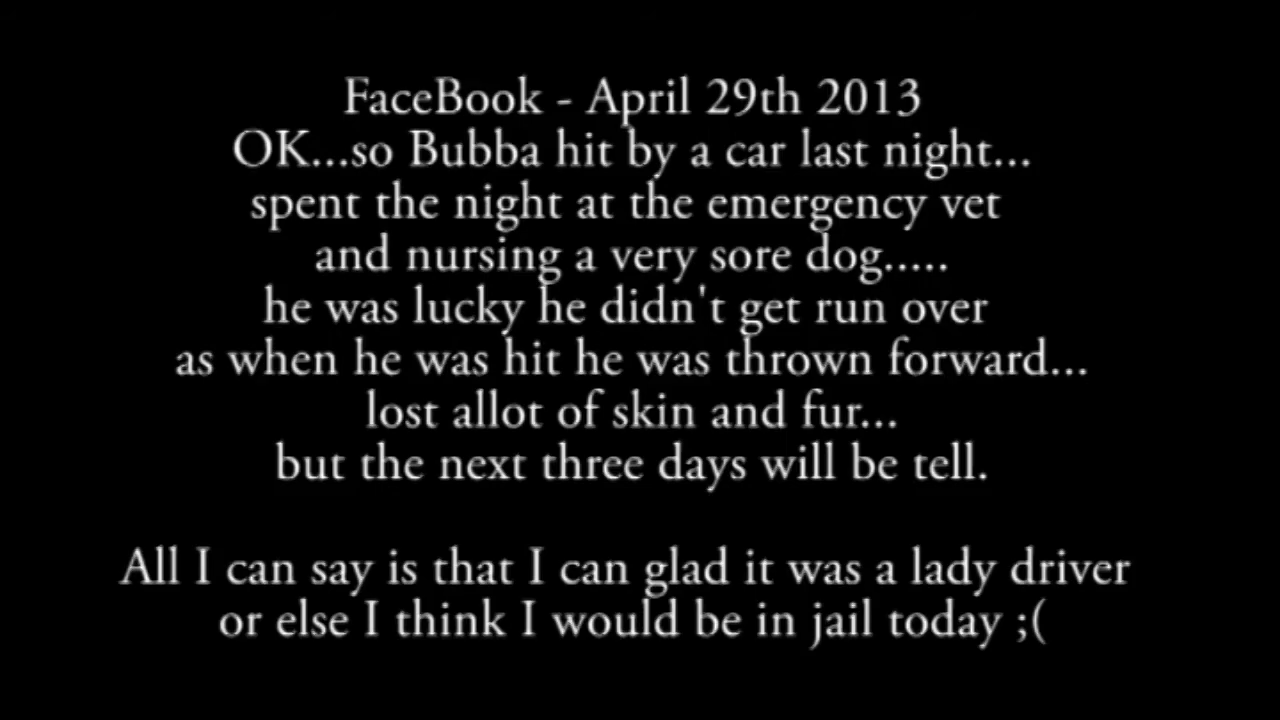 FaceBook - April 29th 2013
OK...so Bubba hit by a car last night...
spent the night at the emergency vet
and nursing a very sore dog.....
he was lucky he didn't get run over
as when he was hit he was thrown forward...
lost allot of skin and fur...
but the next three days will be tell.
All I can say is that I can glad it was a lady driver
or else I think I would be in jail today ;(